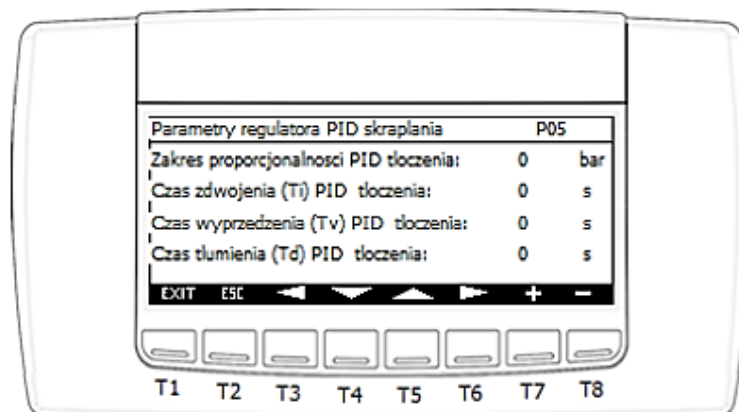 Parametry regulatora PID skraplania P05
Zakres proporcjonalnosci PID tloczenia: 0 bar
Czas zdwojenia (Ti) PID tloczenia: 0 s
Czas wyprzedzenia (Tv) PID tloczenia: 0 s
Czas tlumienia (Td) PID tloczenia: 0 s
EXIT ESC + −
T1 T2 T3 T4 T5 T6 T7 T8